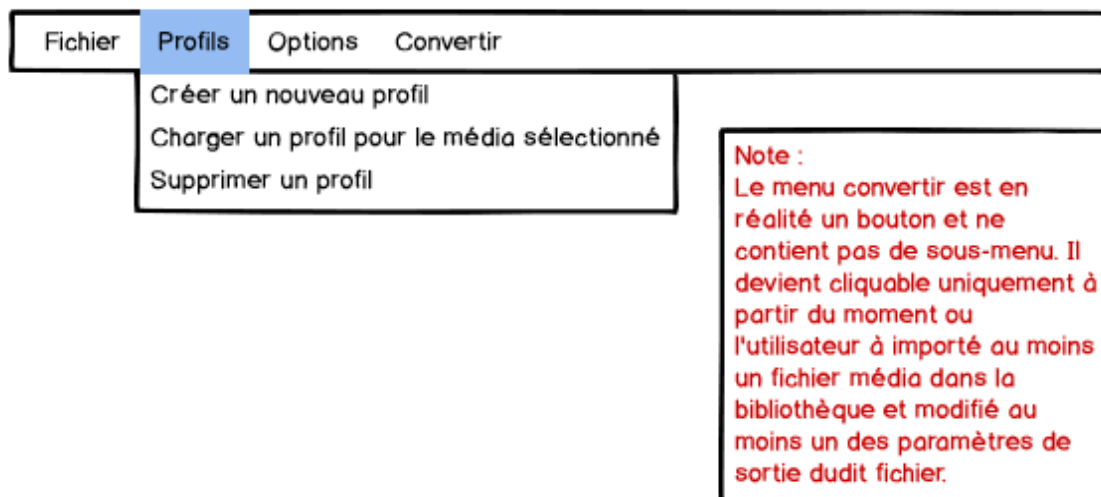 Fichier Profils Options Convertir
Créer un nouveau profil
Charger un profil pour le média sélectionné
Supprimer un profil
Note :
Le menu convertir est en
réalité un bouton et ne
contient pas de sous-menu. Il
devient cliquable uniquement à
partir du moment ou
l'utilisateur à importé au moins
un fichier média dans la
bibliothèque et modifié au
moins un des paramètres de
sortie dudit fichier.